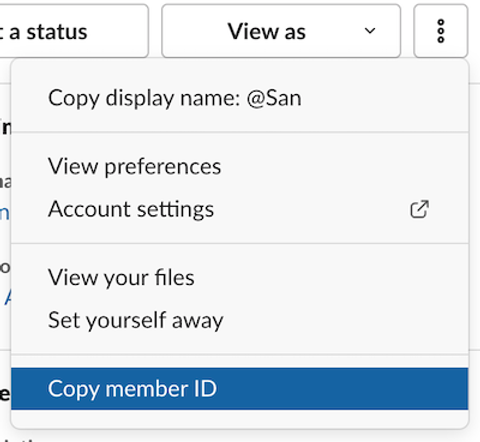 t a status
View as
Copy display name: @San
View preferences
Account settings
View your files
Set yourself away
Copy member ID